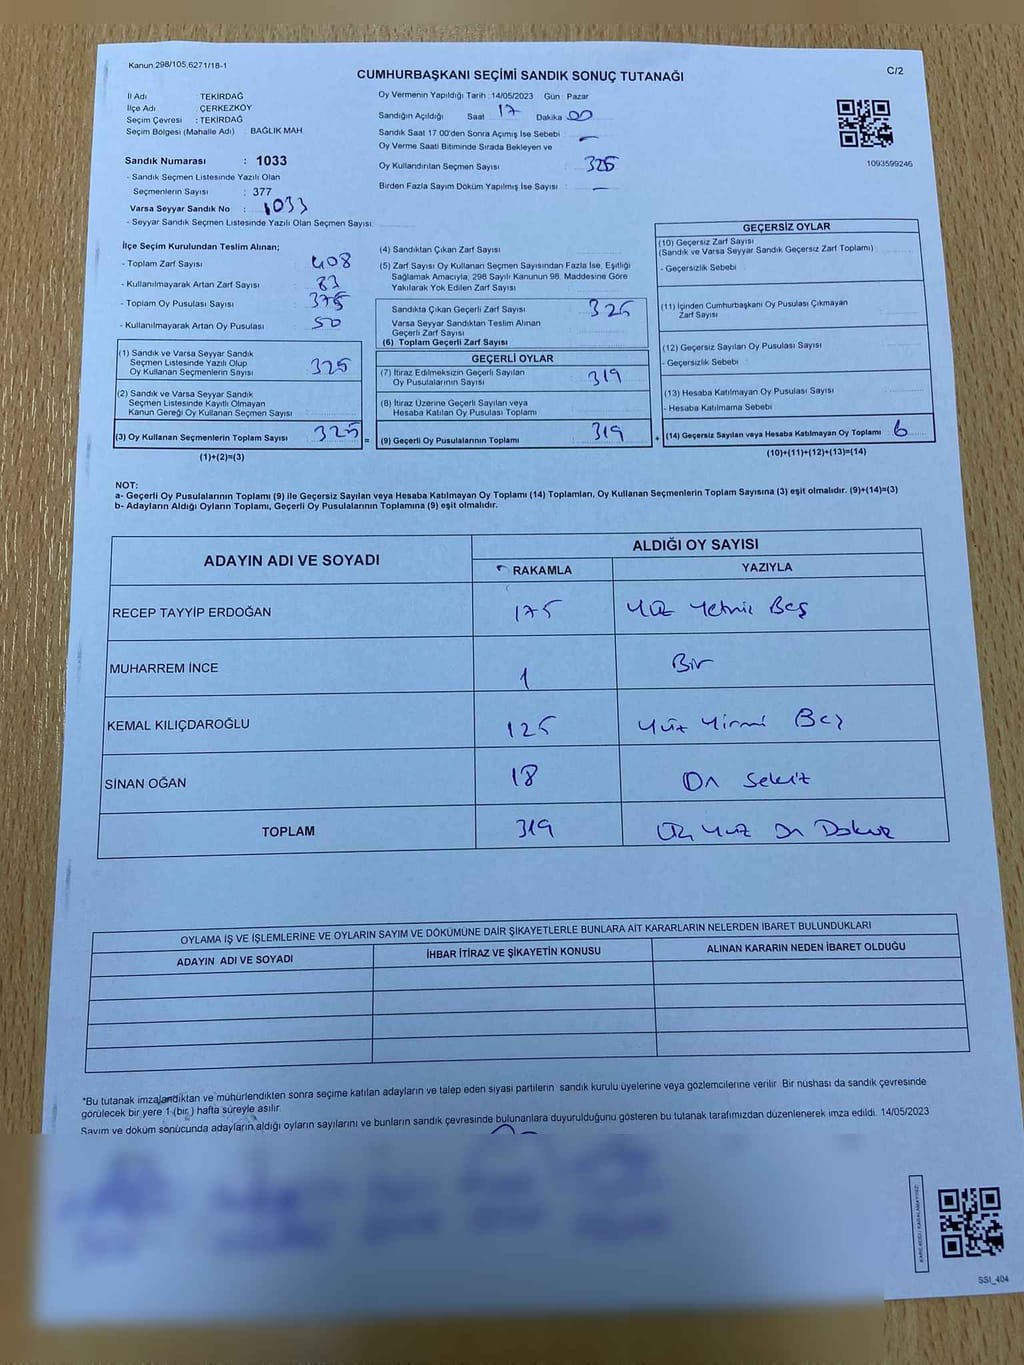 Kanun.298/105,6271/18-1
CUMHURBAŞKANI SEÇİMİ SANDIK SONUÇ TUTANAĞI
C/2
İl Adı TEKİRDAĞ
İlçe Adı : ÇERKEZKÖY
Seçim Çevresi : TEKİRDAĞ
Seçim Bölgesi (Mahalle Adı) : BAĞLIK MAH.
Oy Vermenin Yapıldığı Tarih :14/05/2023 Gün : Pazar
Sandığın Açıldığı Saat 17 Dakika 00
Sandık Saat 17:00'den Sonra Açımış İse Sebebi : –
Oy Verme Saati Bitiminde Sırada Bekleyen ve
Oy Kullandırılan Seçmen Sayısı : 325
Birden Fazla Sayım Döküm Yapılmış İse Sayısı : –
1093599246
Sandık Numarası : 1033
- Sandık Seçmen Listesinde Yazılı Olan
Seçmenlerin Sayısı : 377
Varsa Seyyar Sandık No : 1033
- Seyyar Sandık Seçmen Listesinde Yazılı Olan Seçmen Sayısı
İlçe Seçim Kurulundan Teslim Alınan;
- Toplam Zarf Sayısı 408
- Kullanılmayarak Artan Zarf Sayısı : 83
- Toplam Oy Pusulası Sayısı : 375
- Kullanılmayarak Artan Oy Pusulası : 50
(1) Sandık ve Varsa Seyyar Sandık
Seçmen Listesinde Yazılı Olup
Oy Kullanan Seçmenlerin Sayısı 325
(2) Sandık ve Varsa Seyyar Sandık
Seçmen Listesinde Kayıtlı Olmayan
Kanun Gereği Oy Kullanan Seçmen Sayısı
(3) Oy Kullanan Seçmenlerin Toplam Sayısı 325 =
(1)+(2)=(3)
(4) Sandıktan Çıkan Zarf Sayısı
(5) Zarf Sayısı Oy Kullanan Seçmen Sayısından Fazla İse, Eşitliği
Sağlamak Amacıyla, 298 Sayılı Kanunun 98. Maddesine Göre
Yakılarak Yok Edilen Zarf Sayısı
Sandıkta Çıkan Geçerli Zarf Sayısı : 325
Varsa Seyyar Sandıktan Teslim Alınan
Geçerli Zarf Sayısı
(6) Toplam Geçerli Zarf Sayısı
GEÇERLİ OYLAR
(7) İtiraz Edilmeksizin Geçerli Sayılan
Oy Pusulalarının Sayısı 319
(8) İtiraz Üzerine Geçerli Sayılan veya
Hesaba Katılan Oy Pusulası Toplamı
(9) Geçerli Oy Pusulalarının Toplamı 319 +
GEÇERSİZ OYLAR
(10) Geçersiz Zarf Sayısı
(Sandık ve Varsa Seyyar Sandık Geçersiz Zarf Toplamı)
- Geçersizlik Sebebi
(11) İçinden Cumhurbaşkanı Oy Pusulası Çıkmayan
Zarf Sayısı
(12) Geçersiz Sayılan Oy Pusulası Sayısı
- Geçersizlik Sebebi
(13) Hesaba Katılmayan Oy Pusulası Sayısı
- Hesaba Katılmama Sebebi
(14) Geçersiz Sayılan veya Hesaba Katılmayan Oy Toplamı 6
(10)+(11)+(12)+(13)=(14)
NOT:
a- Geçerli Oy Pusulalarının Toplamı (9) ile Geçersiz Sayılan veya Hesaba Katılmayan Oy Toplamı (14) Toplamları, Oy Kullanan Seçmenlerin Toplam Sayısına (3) eşit olmalıdır. (9)+(14)=(3)
b- Adayların Aldığı Oyların Toplamı, Geçerli Oy Pusulalarının Toplamına (9) eşit olmalıdır.
ADAYIN ADI VE SOYADI ALDIĞI OY SAYISI
RAKAMLA YAZIYLA
RECEP TAYYİP ERDOĞAN 175 Yüz Yetmiş Beş
MUHARREM İNCE 1 Bir
KEMAL KILIÇDAROĞLU 125 Yüz Yirmi Beş
SİNAN OĞAN 18 On Sekiz
TOPLAM 319 Üç Yüz On Dokuz
OYLAMA İŞ VE İŞLEMLERİNE VE OYLARIN SAYIM VE DÖKÜMÜNE DAİR ŞİKAYETLERLE BUNLARA AİT KARARLARIN NELERDEN İBARET BULUNDUKLARI
ADAYIN ADI VE SOYADI İHBAR İTİRAZ VE ŞİKAYETİN KONUSU ALINAN KARARIN NEDEN İBARET OLDUĞU
*Bu tutanak imzalandıktan ve mühürlendikten sonra seçime katılan adayların ve talep eden siyasi partilerin sandık kurulu üyelerine veya gözlemcilerine verilir. Bir nüshası da sandık çevresinde
görülecek bir yere 1 (bir ) hafta süreyle asılır.
Sayım ve döküm sonucunda adayların aldığı oyların sayılarını ve bunların sandık çevresinde bulunanlara duyurulduğunu gösteren bu tutanak tarafımızdan düzenlenerek imza edildi. 14/05/2023
SSI_404